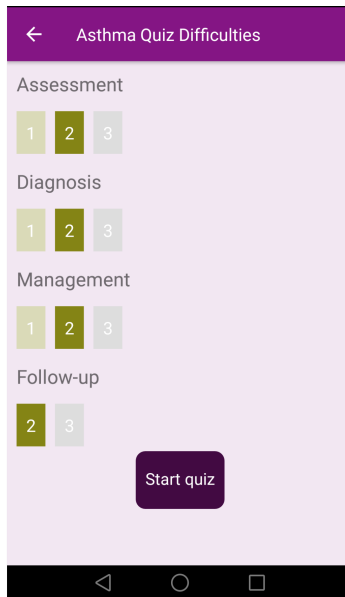 Asthma Quiz Difficulties
Assessment
1 2 3
Diagnosis
1 2 3
Management
1 2 3
Follow-up
2 3
Start quiz